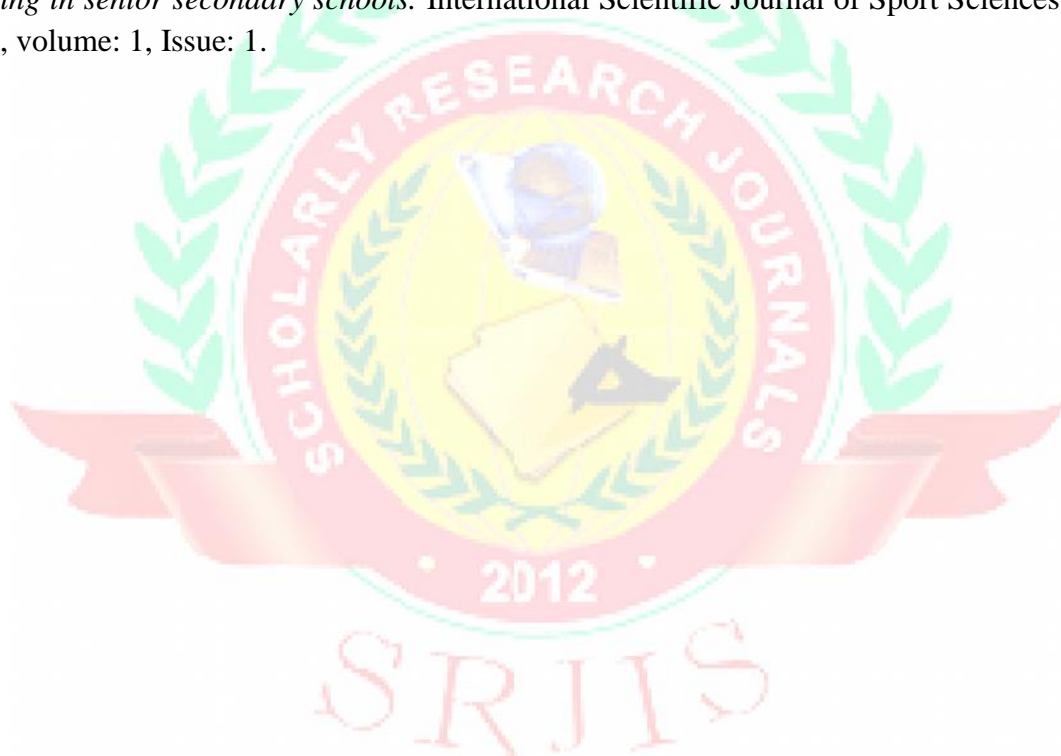 ing in senior secondary schools. International Scientific Journal of Sport Sciences
, volume: 1, Issue: 1.
SCHOLARLY RESEARCH JOURNALS
• 2012 •
SRJIS